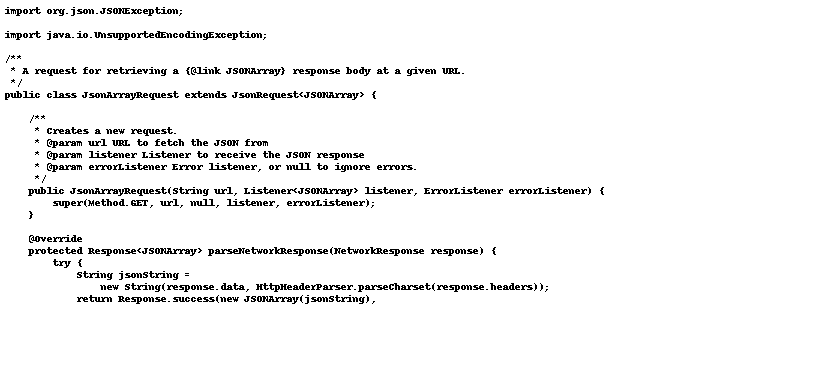 import org.json.JSONException;

import java.io.UnsupportedEncodingException;

/**
 * A request for retrieving a {@link JSONArray} response body at a given URL.
 */
public class JsonArrayRequest extends JsonRequest<JSONArray> {

    /**
     * Creates a new request.
     * @param url URL to fetch the JSON from
     * @param listener Listener to receive the JSON response
     * @param errorListener Error listener, or null to ignore errors.
     */
    public JsonArrayRequest(String url, Listener<JSONArray> listener, ErrorListener errorListener) {
        super(Method.GET, url, null, listener, errorListener);
    }

    @Override
    protected Response<JSONArray> parseNetworkResponse(NetworkResponse response) {
        try {
            String jsonString =
                new String(response.data, HttpHeaderParser.parseCharset(response.headers));
            return Response.success(new JSONArray(jsonString),